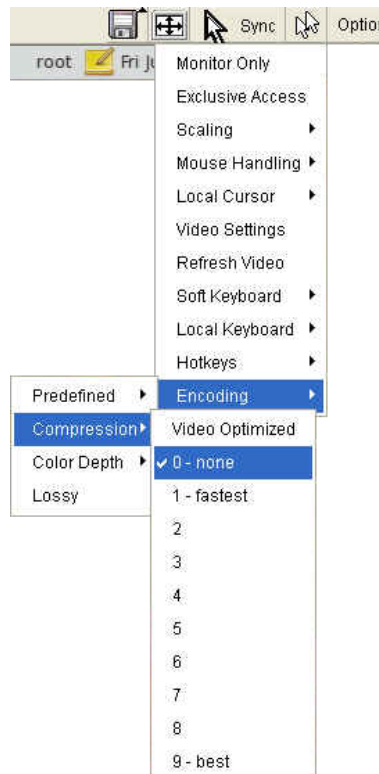 Sync Option
root Fri Ju
Monitor Only
Exclusive Access
Scaling
Mouse Handling
Local Cursor
Video Settings
Refresh Video
Soft Keyboard
Local Keyboard
Hotkeys
Encoding
Predefined
Compression
Color Depth
Lossy
Video Optimized
0 - none
1 - fastest
2
3
4
5
6
7
8
9 - best